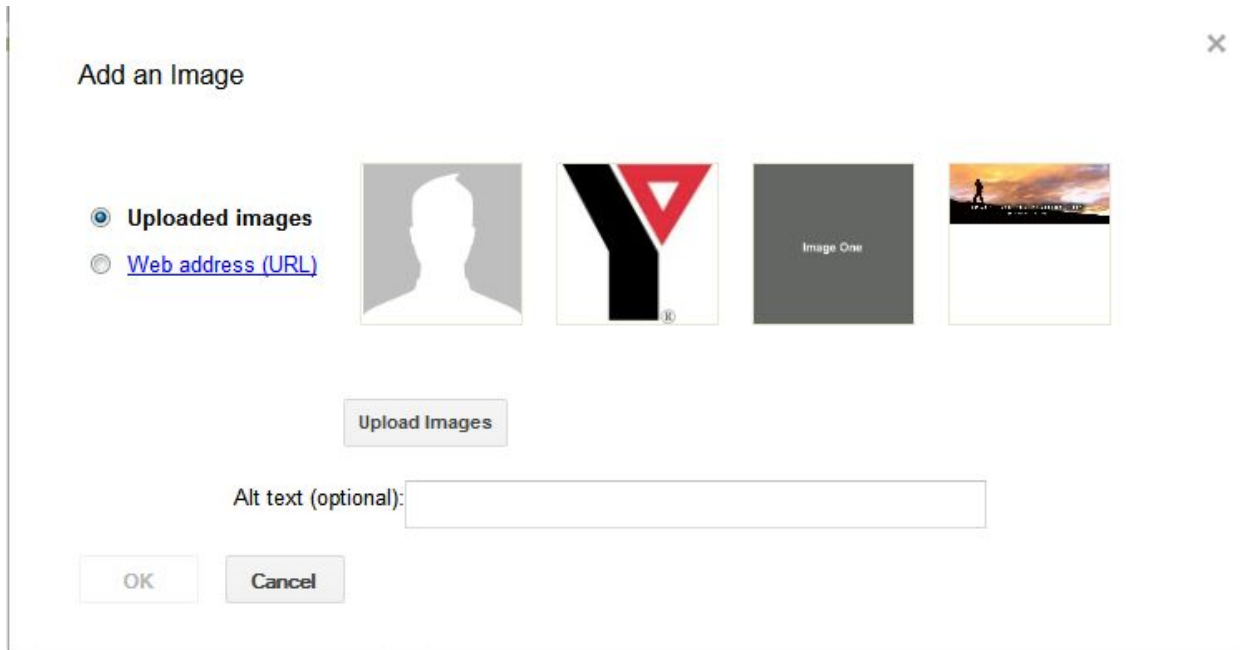 Add an Image
Uploaded images
Web address (URL)
®
Image One
Upload Images
Alt text (optional):
OK
Cancel